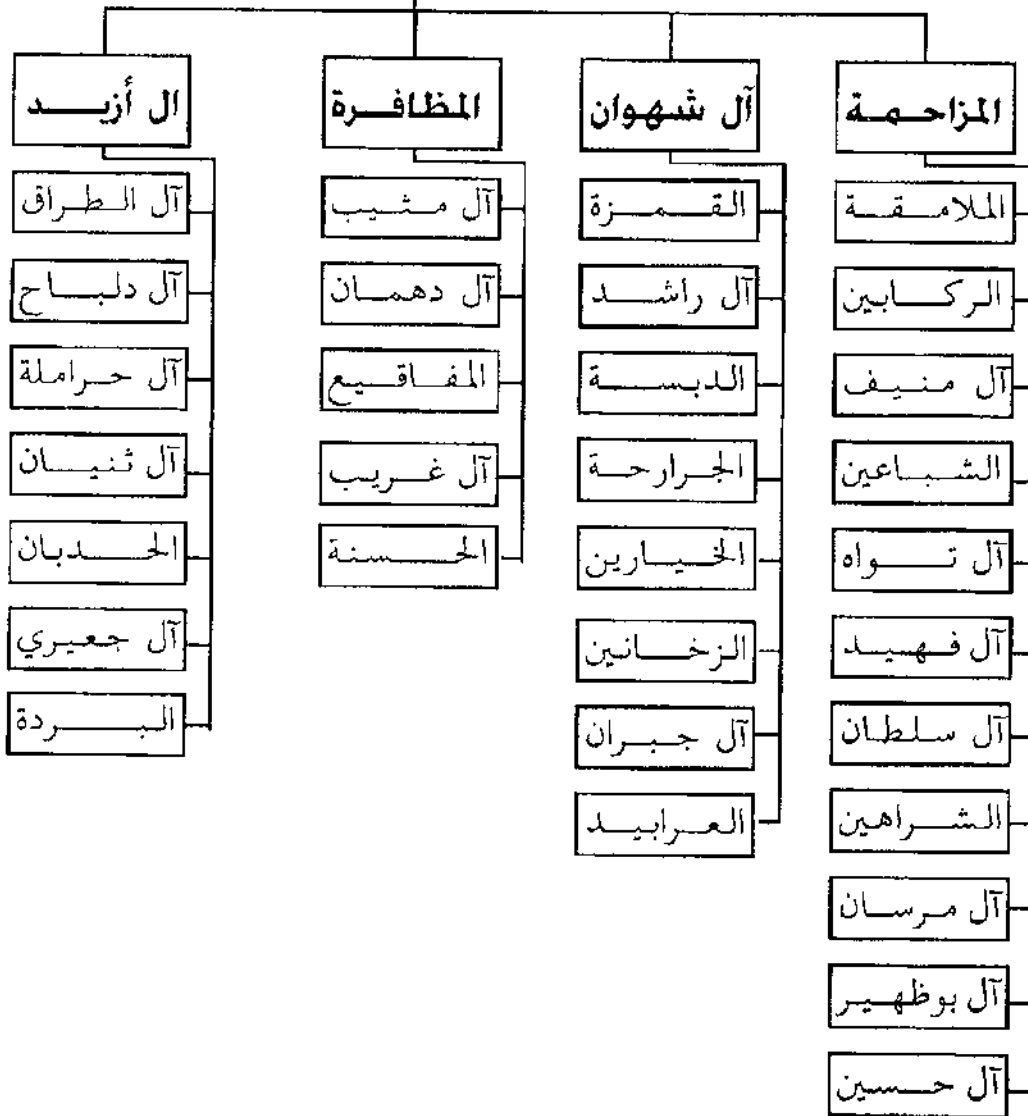 المزاحمة
الملامقة
الركابين
آل منيف
الشباعين
آل تواه
آل فهيد
آل سلطان
الشراهين
آل مرسان
آل بوظهير
آل حسين
آل شهوان
القمزة
آل راشد
الدبسة
الجرارحة
الخيارين
الزخانين
آل جبران
العرابيد
المظافرة
آل مثيب
آل دهمان
المفاقيع
آل غريب
الحسنة
ال أزيد
آل الطراق
آل دلباح
آل حراملة
آل ثنيان
الحدبان
آل جعيري
البردة